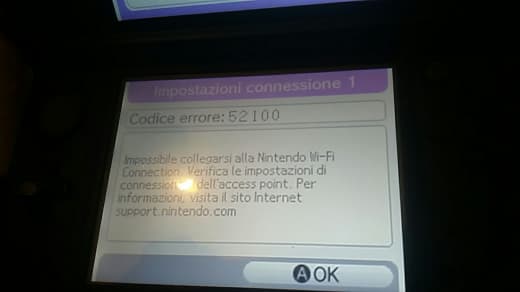 Impostazioni connessione 1
Codice errore: 52100
Impossibile collegarsi alla Nintendo Wi-Fi
Connection. Verifica le impostazioni di
connession dell'access point. Per
informazioni, visita il sito Internet
support.nintendo.com
A OK